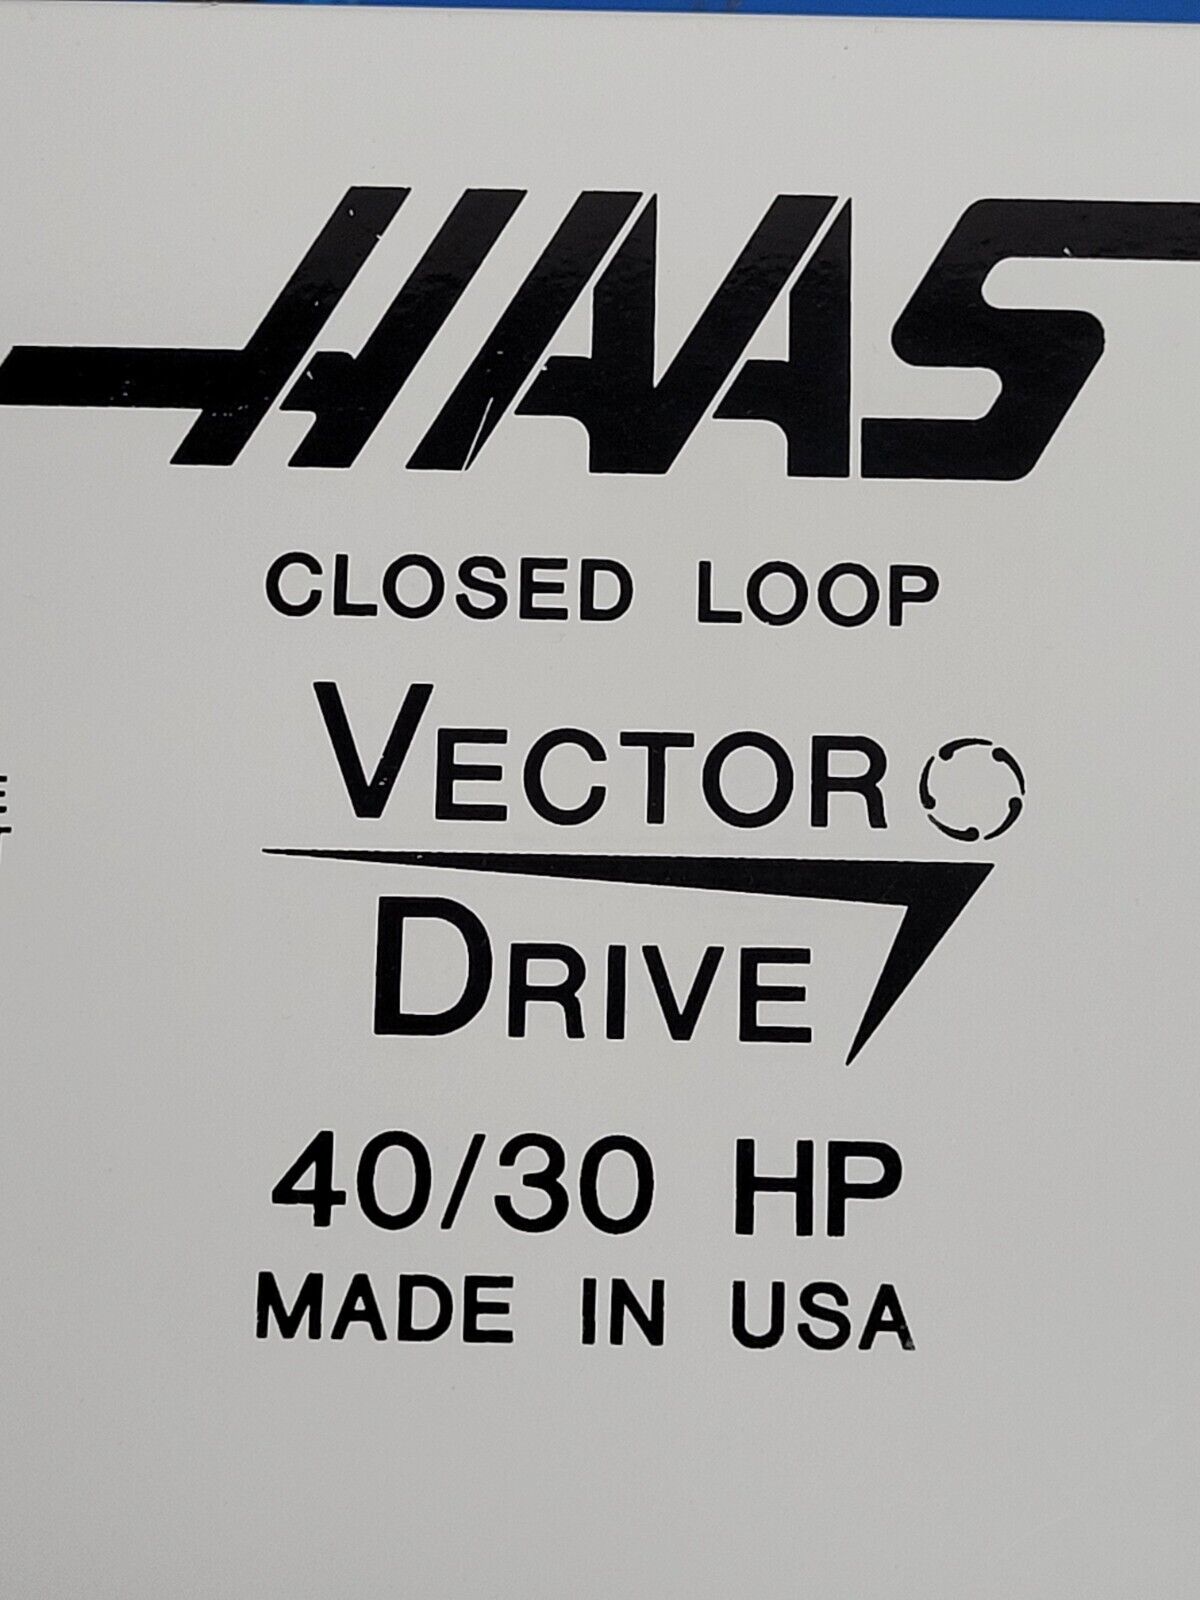 HAAS
CLOSED LOOP
VECTOR
DRIVE
40/30 HP
MADE IN USA